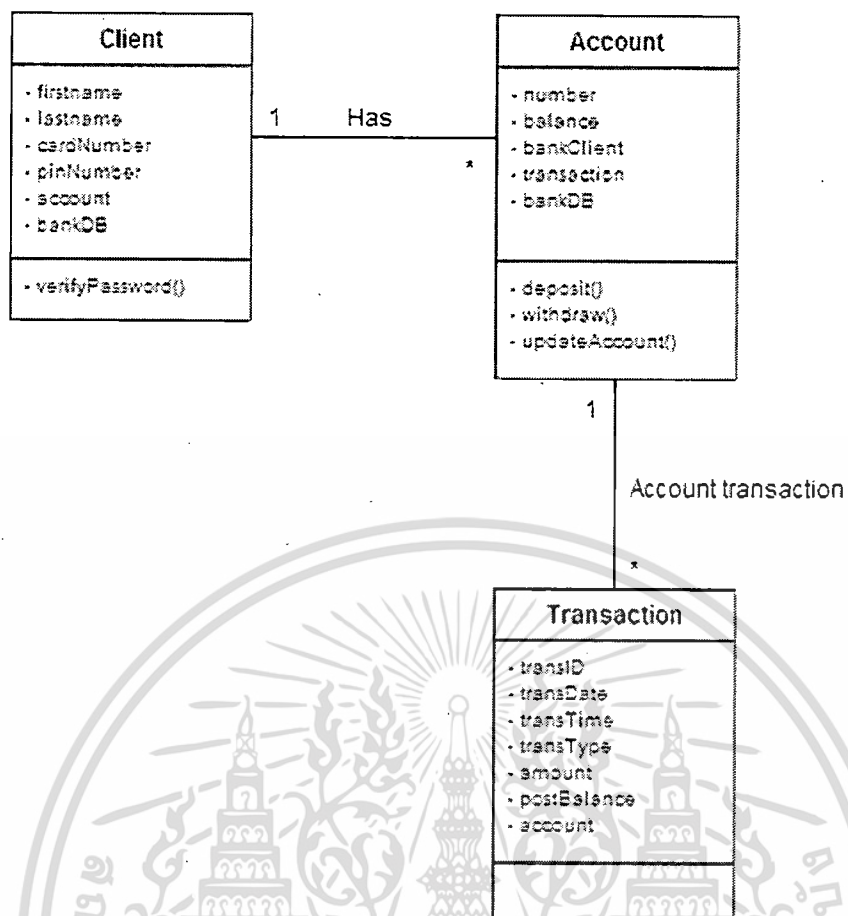 Client
- firstname
- lastname
- cardNumber
- pinNumber
- account
- bankDB
- verifyPassword()
1 Has
*
Account
- number
- balance
- bankClient
- transaction
- bankDB
- deposit()
- withdraw()
- updateAccount()
1
Account transaction
*
Transaction
- transID
- transDate
- transTime
- transType
- amount
- postBalance
- account